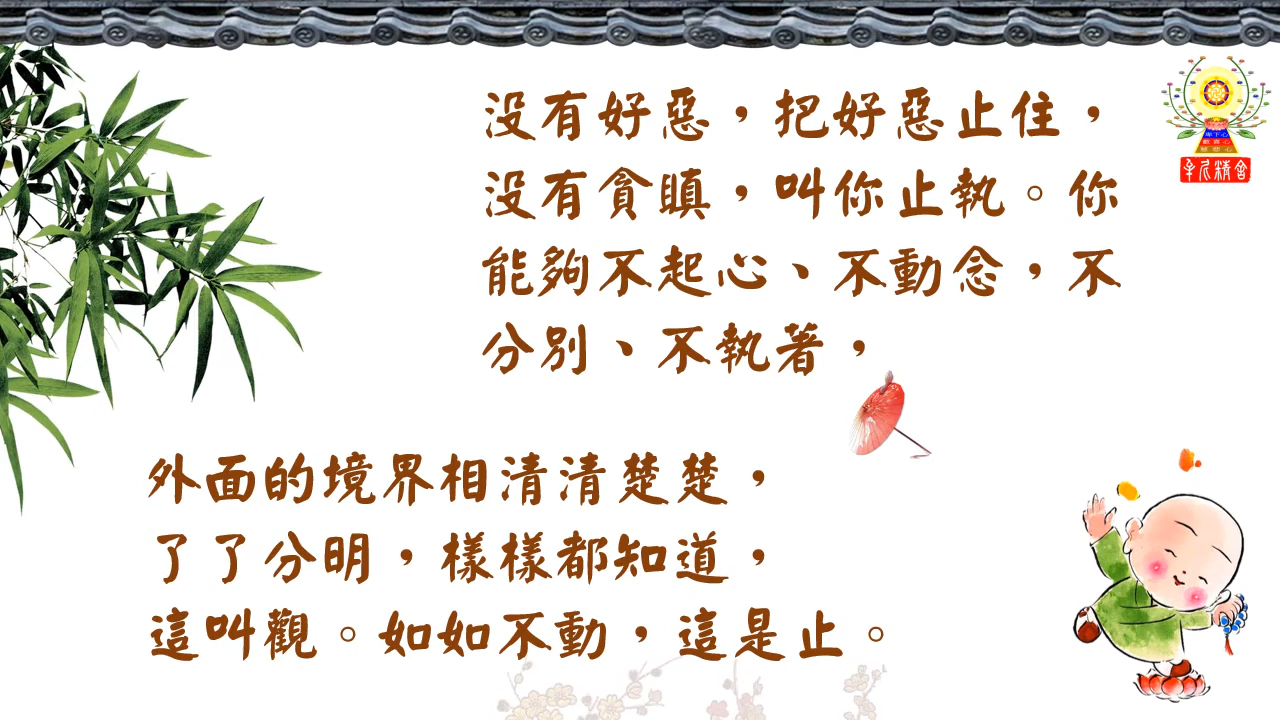 没有好惡，把好惡止住，
没有貪瞋，叫你止執。你
能夠不起心、不動念，不
分別、不執著，
外面的境界相清清楚楚，
了了分明，樣樣都知道，
這叫觀。如如不動，這是止。